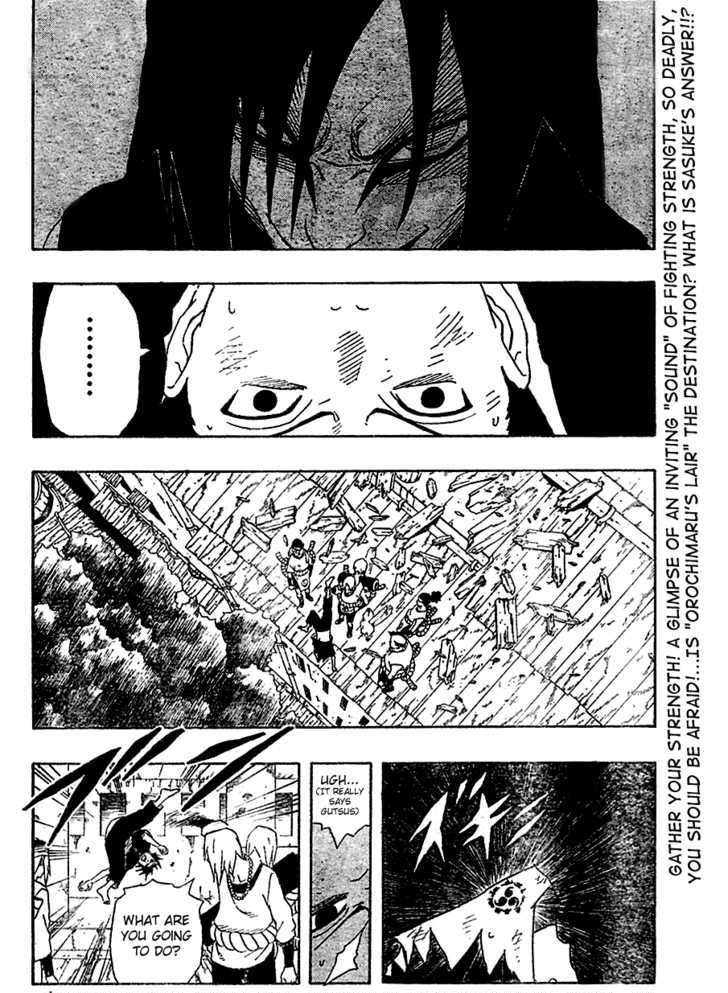 GATHER YOUR STRENGTH! A GLIMPSE OF AN INVITING "SOUND" OF FIGHTING STRENGTH, SO DEADLY,
YOU SHOULD BE AFRAID!...IS "OROCHIMARU'S LAIR" THE DESTINATION? WHAT IS SASUKE'S ANSWER!!?
........
UGH...
(IT REALLY
SAYS
GUTSUS)
WHAT ARE
YOU GOING
TO DO?